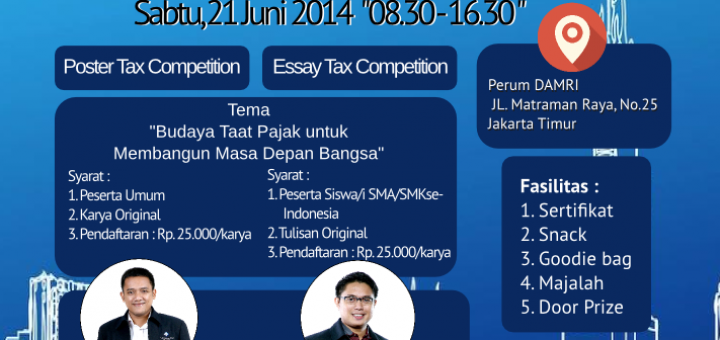 Sabtu,21 Juni 2014 "08.30-16.30"
Poster Tax Competition
Essay Tax Competition
Tema
"Budaya Taat Pajak untuk
Membangun Masa Depan Bangsa"
Syarat :
1. Peserta Umum
2. Karya Original
3. Pendaftaran : Rp. 25.000/karya
Syarat :
1. Peserta Siswa/i SMA/SMKse-
Indonesia
2. Tulisan Original
3. Pendaftaran : Rp. 25.000/karya
Perum DAMRI
JL. Matraman Raya, No.25
Jakarta Timur
Fasilitas :
1. Sertifikat
2. Snack
3. Goodie bag
4. Majalah
5. Door Prize